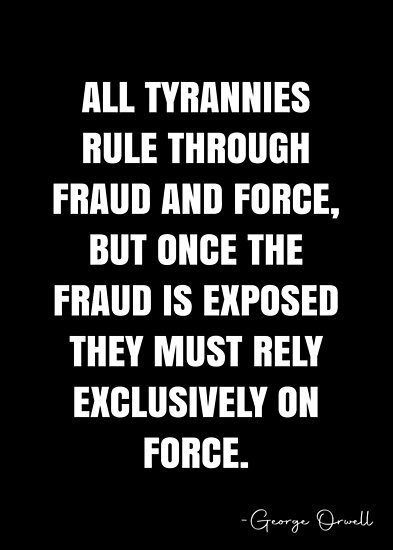 ALL TYRANNIES
RULE THROUGH
FRAUD AND FORCE,
BUT ONCE THE
FRAUD IS EXPOSED
THEY MUST RELY
EXCLUSIVELY ON
FORCE.
-George Orwell